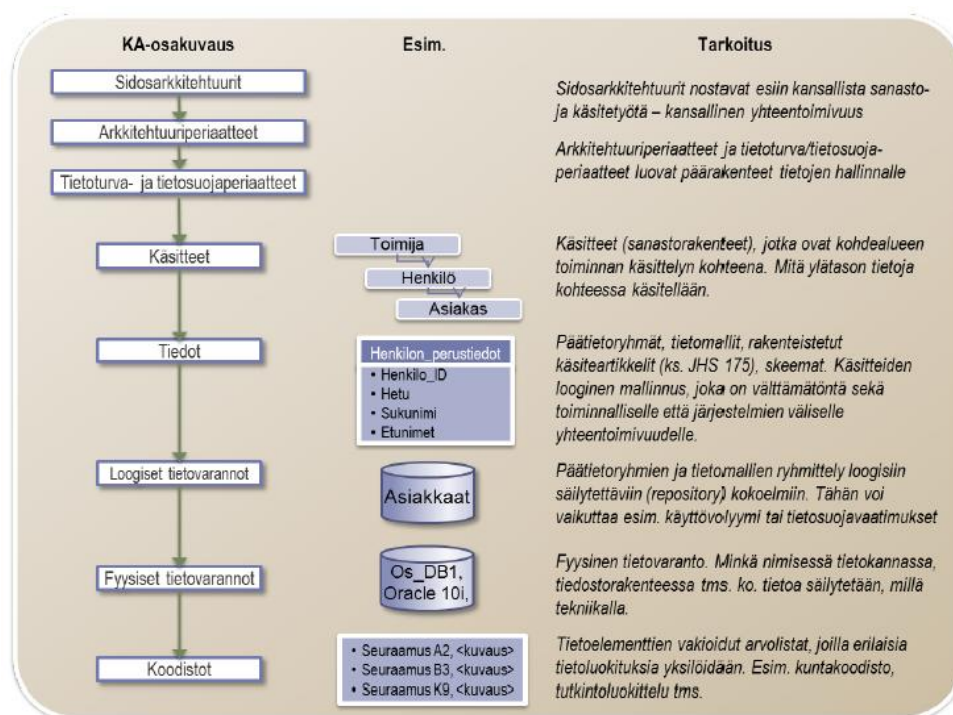 KA-osakuvaus
Esim.
Tarkoitus
Sidosarkkitehtuurit
Sidosarkkitehtuurit nostavat esiin kansallista sanasto-
ja käsitetyötä – kansallinen yhteentoimivuus
Arkkitehtuuriperiaatteet
Tietoturva- ja tietosuojaperiaatteet
Arkkitehtuuriperiaatteet ja tietoturva/tietosuoja-
periaatteet luovat päärakenteet tietojen hallinnalle
Käsitteet
Toimija
Henkilö
Asiakas
Käsitteet (sanastorakenteet), jotka ovat kohdealueen
toiminnan käsittelyn kohteena. Mitä ylätason tietoja
kohteessa käsitellään.
Tiedot
Henkilon_perustiedot
• Henkilo_ID
• Hetu
• Sukunimi
• Etunimet
Päätietoryhmät, tietomallit, rakenteistetut
käsiteartikkelit (ks. JHS 175), skeemat. Käsitteiden
looginen mallinnus, joka on välttämätöntä sekä
toiminnalliselle että järjestelmien väliselle
yhteentoimivuudelle.
Loogiset tietovarannot
Asiakkaat
Päätietoryhmien ja tietomallien ryhmittely loogisiin
säilytettäviin (repository) kokoelmiin. Tähän voi
vaikuttaa esim. käyttövolyymi tai tietosuojavaatimukset
Fyysiset tietovarannot
Os_DB1,
Oracle 10i,
Fyysinen tietovaranto. Minkä nimisessä tietokannassa,
tiedostorakenteessa tms. ko. tietoa säilytetään, millä
tekniikalla.
Koodistot
• Seuraamus A2, <kuvaus>
• Seuraamus B3, <kuvaus>
• Seuraamus K9, <kuvaus>
Tietoelementtien vakioidut arvolistat, joilla erilaisia
tietoluokituksia yksilöidään. Esim. kuntakoodisto,
tutkintoluokittelu tms.